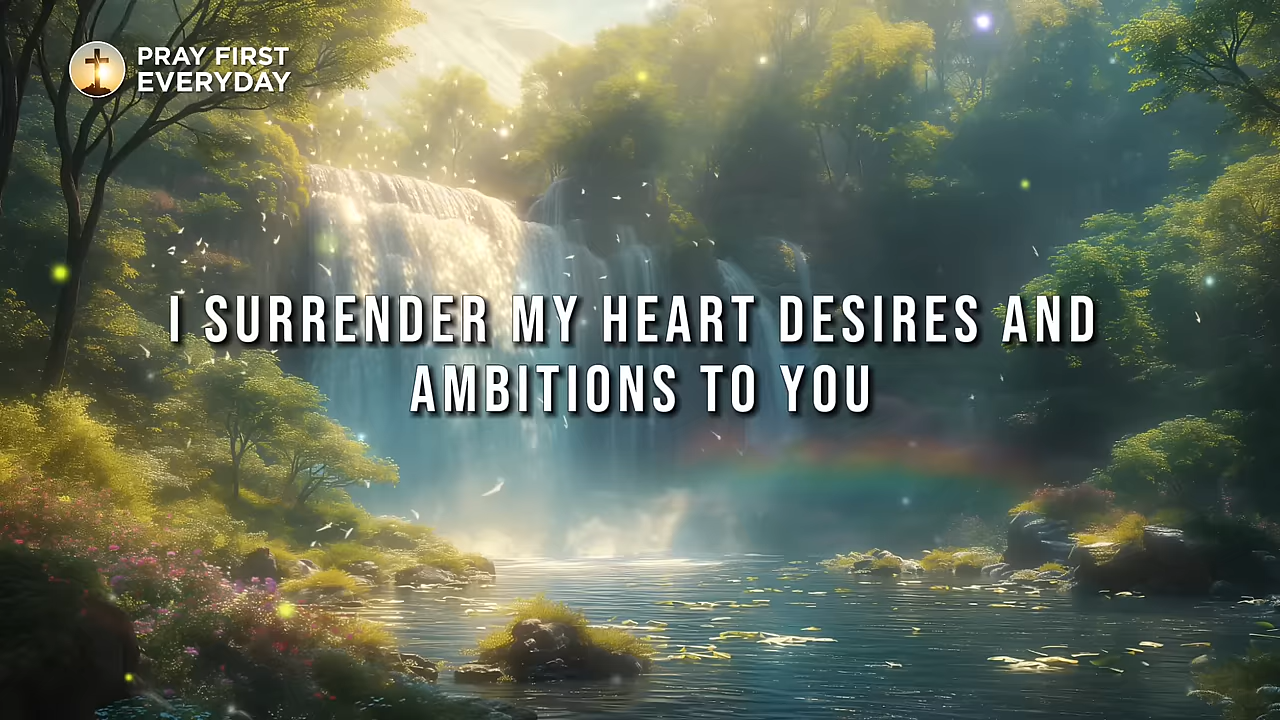 PRAY FIRST
EVERYDAY
I SURRENDER MY HEART DESIRES AND
AMBITIONS TO YOU